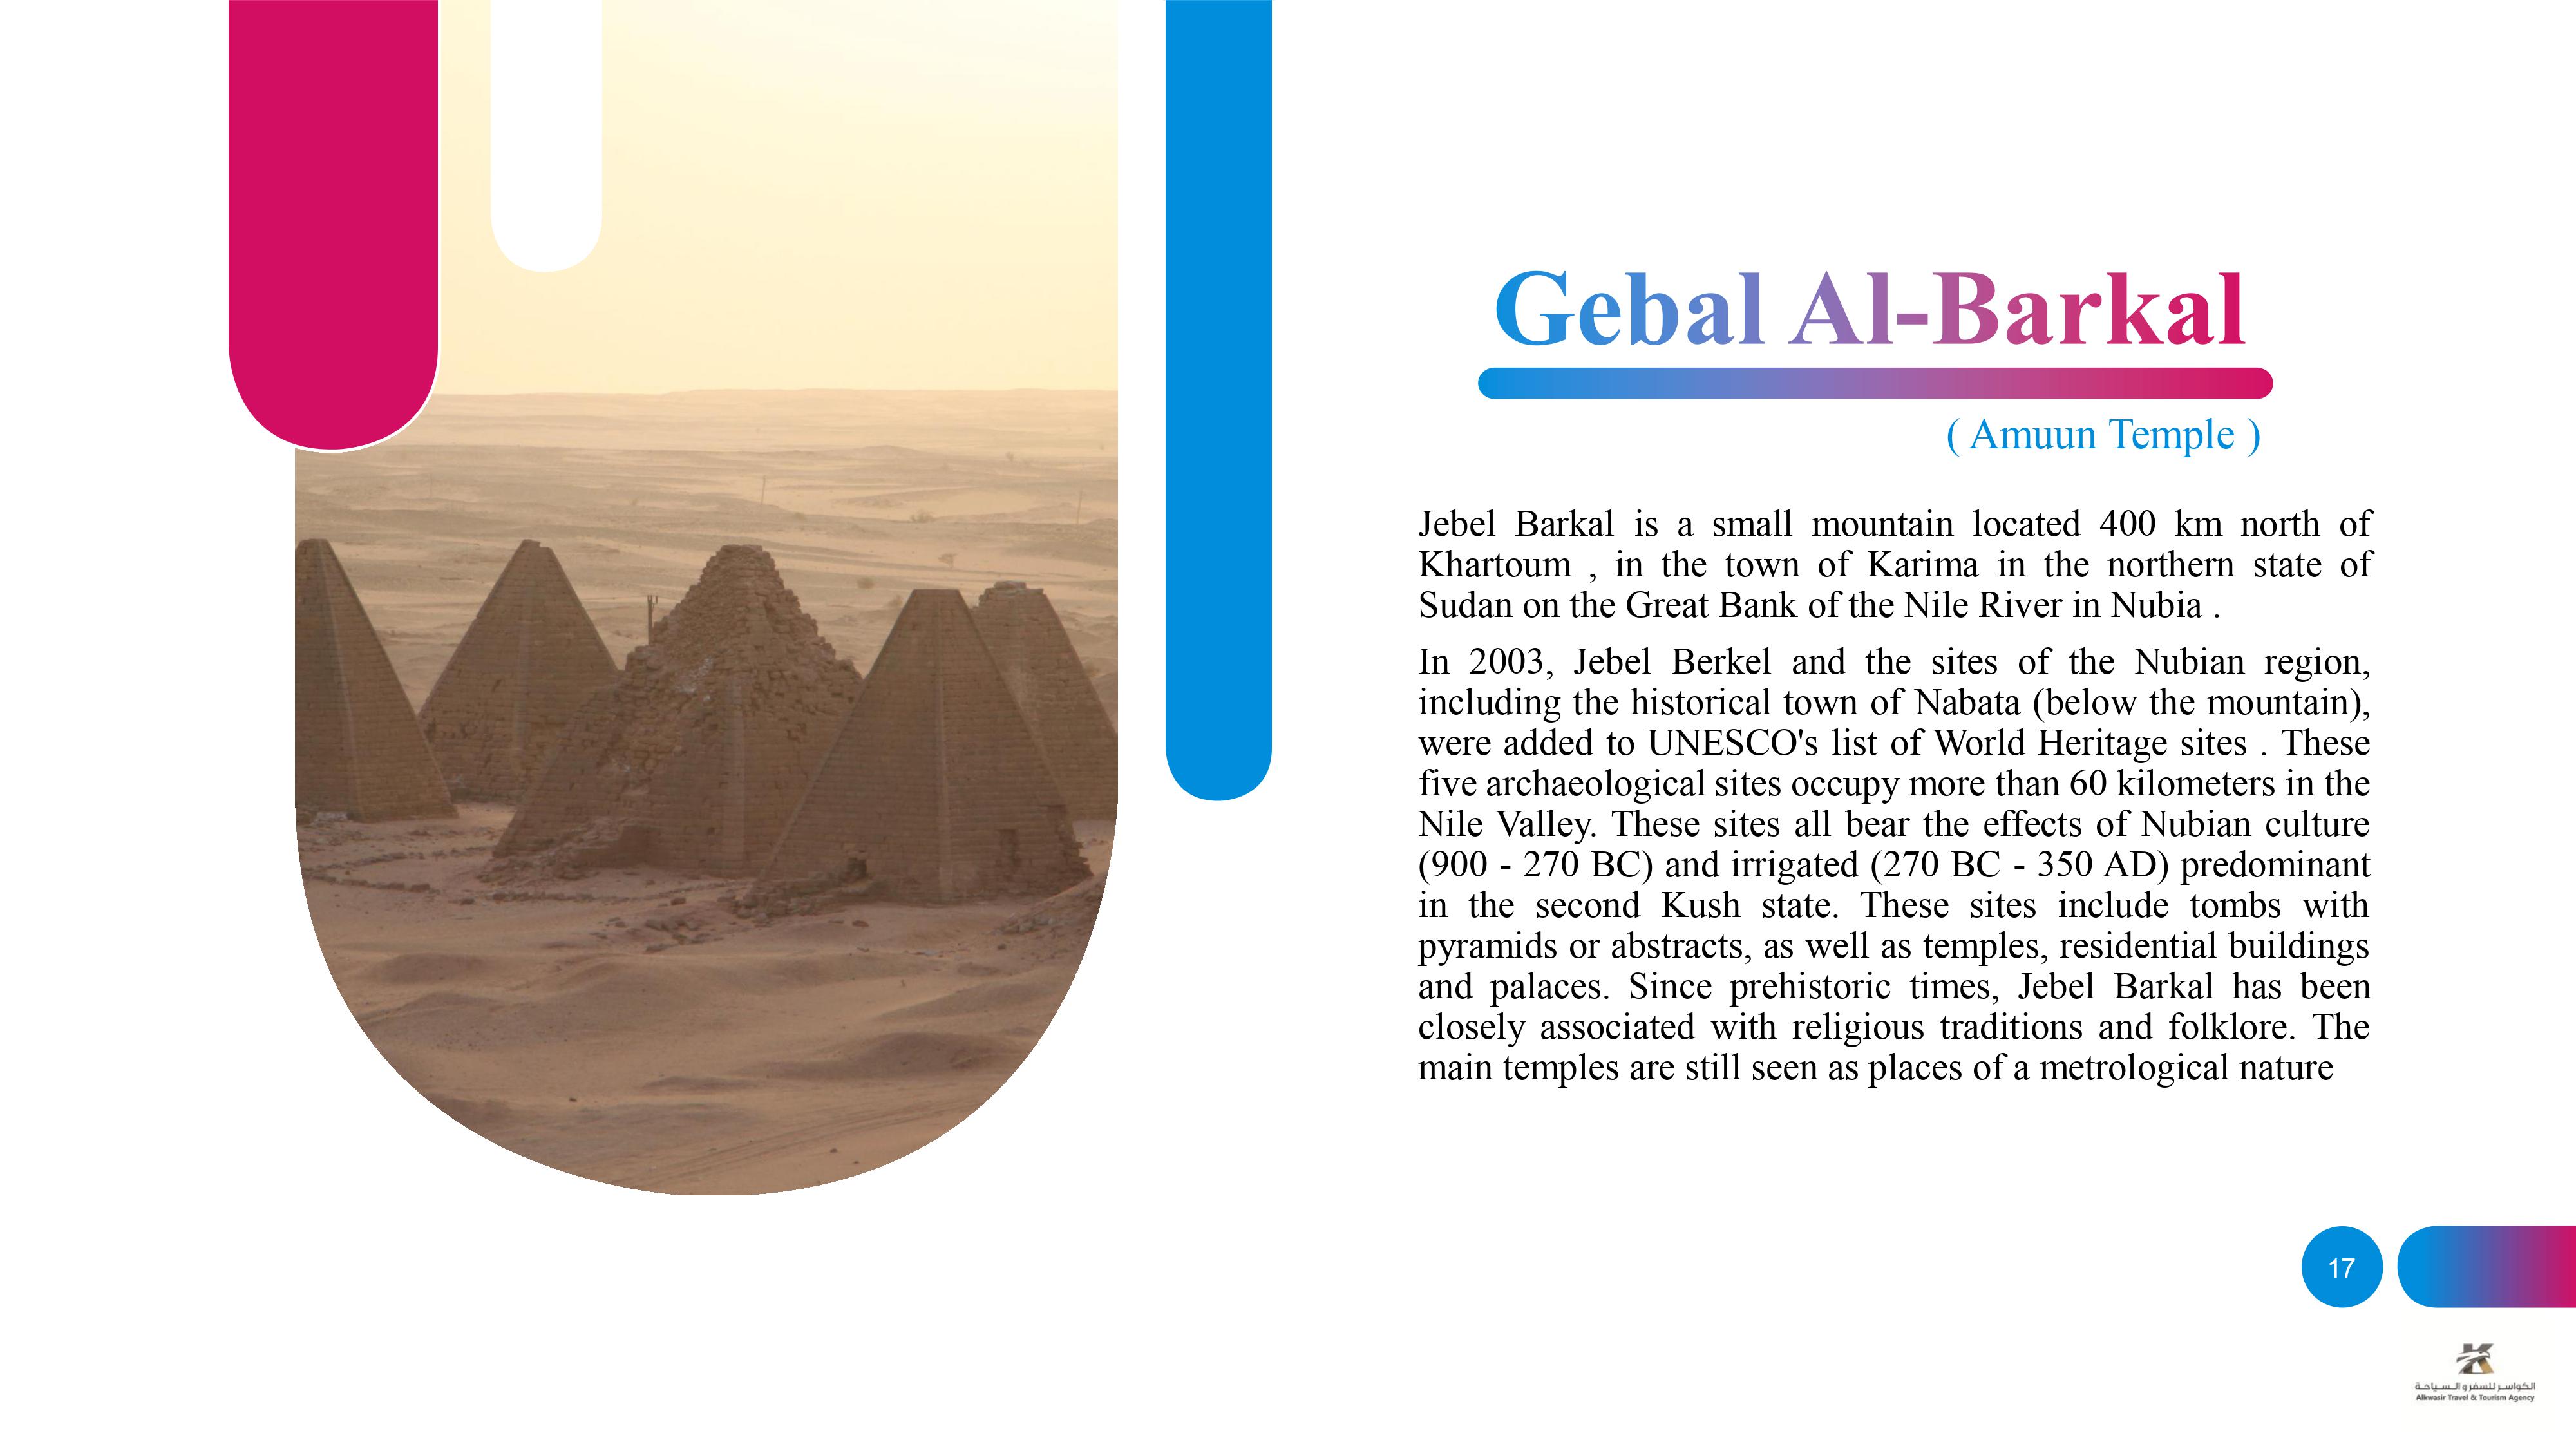 Gebal Al-Barkal
( Amuun Temple )
Jebel Barkal is a small mountain located 400 km north of
Khartoum , in the town of Karima in the northern state of
Sudan on the Great Bank of the Nile River in Nubia .
In 2003, Jebel Berkel and the sites of the Nubian region,
including the historical town of Nabata (below the mountain),
were added to UNESCO's list of World Heritage sites . These
five archaeological sites occupy more than 60 kilometers in the
Nile Valley. These sites all bear the effects of Nubian culture
(900 - 270 BC) and irrigated (270 BC - 350 AD) predominant
in the second Kush state. These sites include tombs with
pyramids or abstracts, as well as temples, residential buildings
and palaces. Since prehistoric times, Jebel Barkal has been
closely associated with religious traditions and folklore. The
main temples are still seen as places of a metrological nature
17
الكواسر للسفر و السياحة
Alkwasir Travel & Tourism Agency